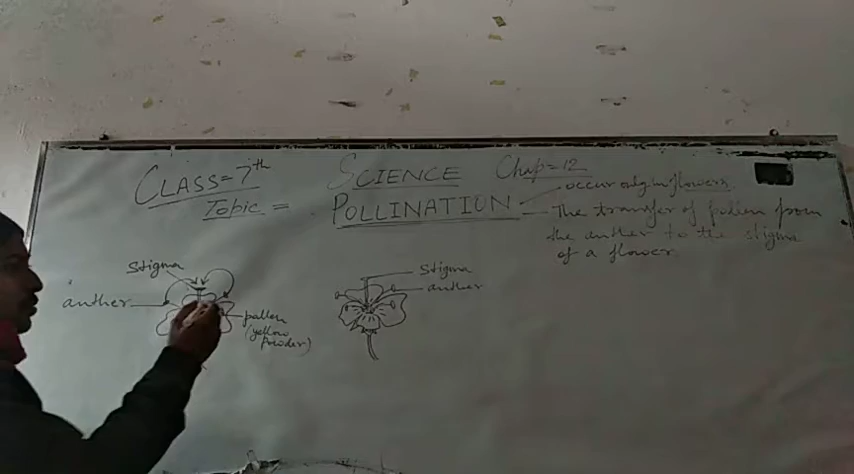 CLASS = 7th
SCIENCE Chap=12
Topic = POLLINATION
occur only in flowers.
The transfer of pollen from
the anther to the stigma
of a flower.
Stigma
anther
pollen
(yellow
powder)
Stigma
anther